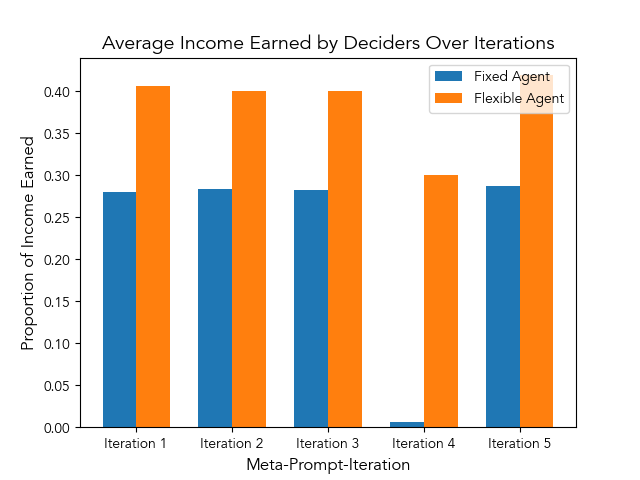 Average Income Earned by Deciders Over Iterations
Fixed Agent
Flexible Agent
Proportion of Income Earned
0.40
0.35
0.30
0.25
0.20
0.15
0.10
0.05
0.00
Iteration 1
Iteration 2
Iteration 3
Iteration 4
Iteration 5
Meta-Prompt-Iteration